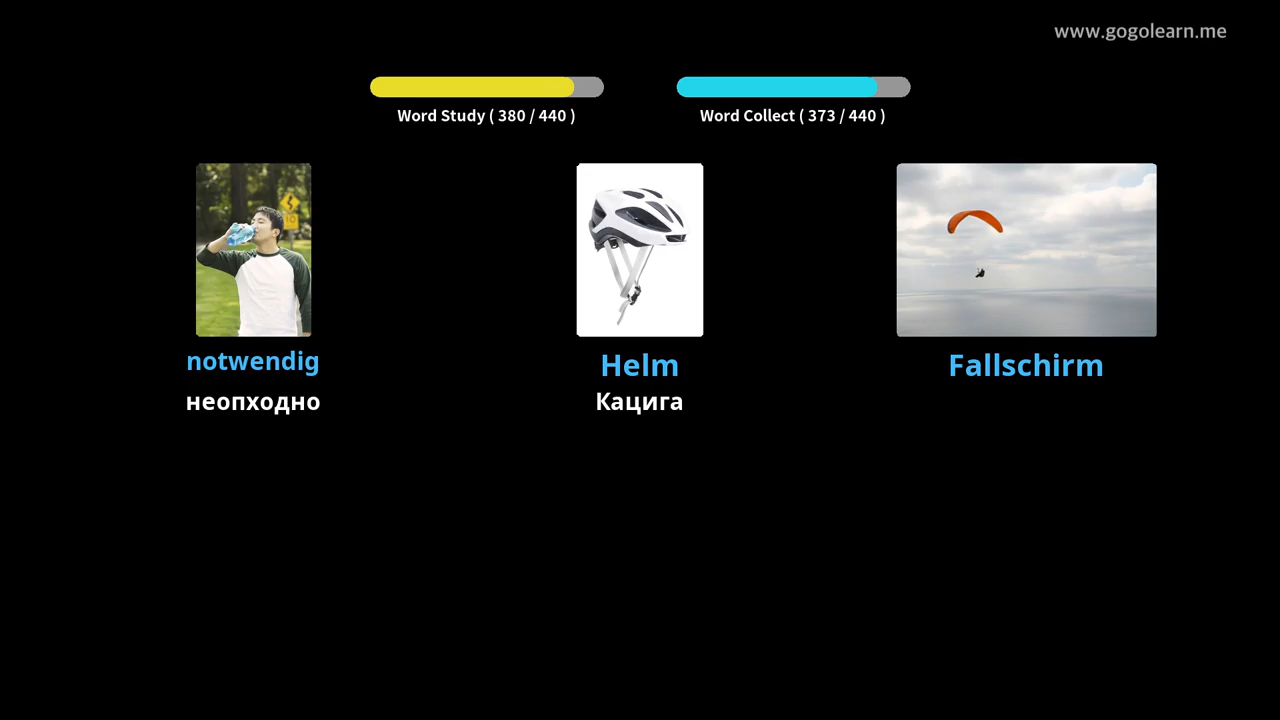 www.gogolearn.me
Word Study ( 380 / 440 )
Word Collect ( 373 / 440 )
notwendig
Helm
Fallschirm
неопходно
Кацига